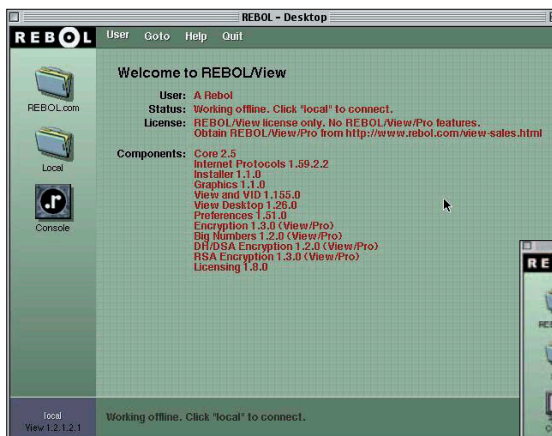 REBOL - Desktop
REBOL
User Goto Help Quit
Welcome to REBOL/View
User: A Rebol
Status: Working offline. Click "local" to connect.
License: REBOL/View license only. No REBOL/View/Pro features.
Obtain REBOL/View/Pro from http://www.rebol.com/view-sales.html
Components: Core 2.5
Internet Protocols 1.59.2.2
Installer 1.1.0
Graphics 1.1.0
View and VID 1.155.0
View Desktop 1.26.0
Preferences 1.51.0
Encryption 1.3.0 (View/Pro)
Big Numbers 1.2.0 (View/Pro)
DH/DSA Encryption 1.2.0 (View/Pro)
RSA Encryption 1.3.0 (View/Pro)
Licensing 1.8.0
REBOL.com
Local
.r
Console
RE
local
View 1.2.1.2.1
Working offline. Click "local" to connect.